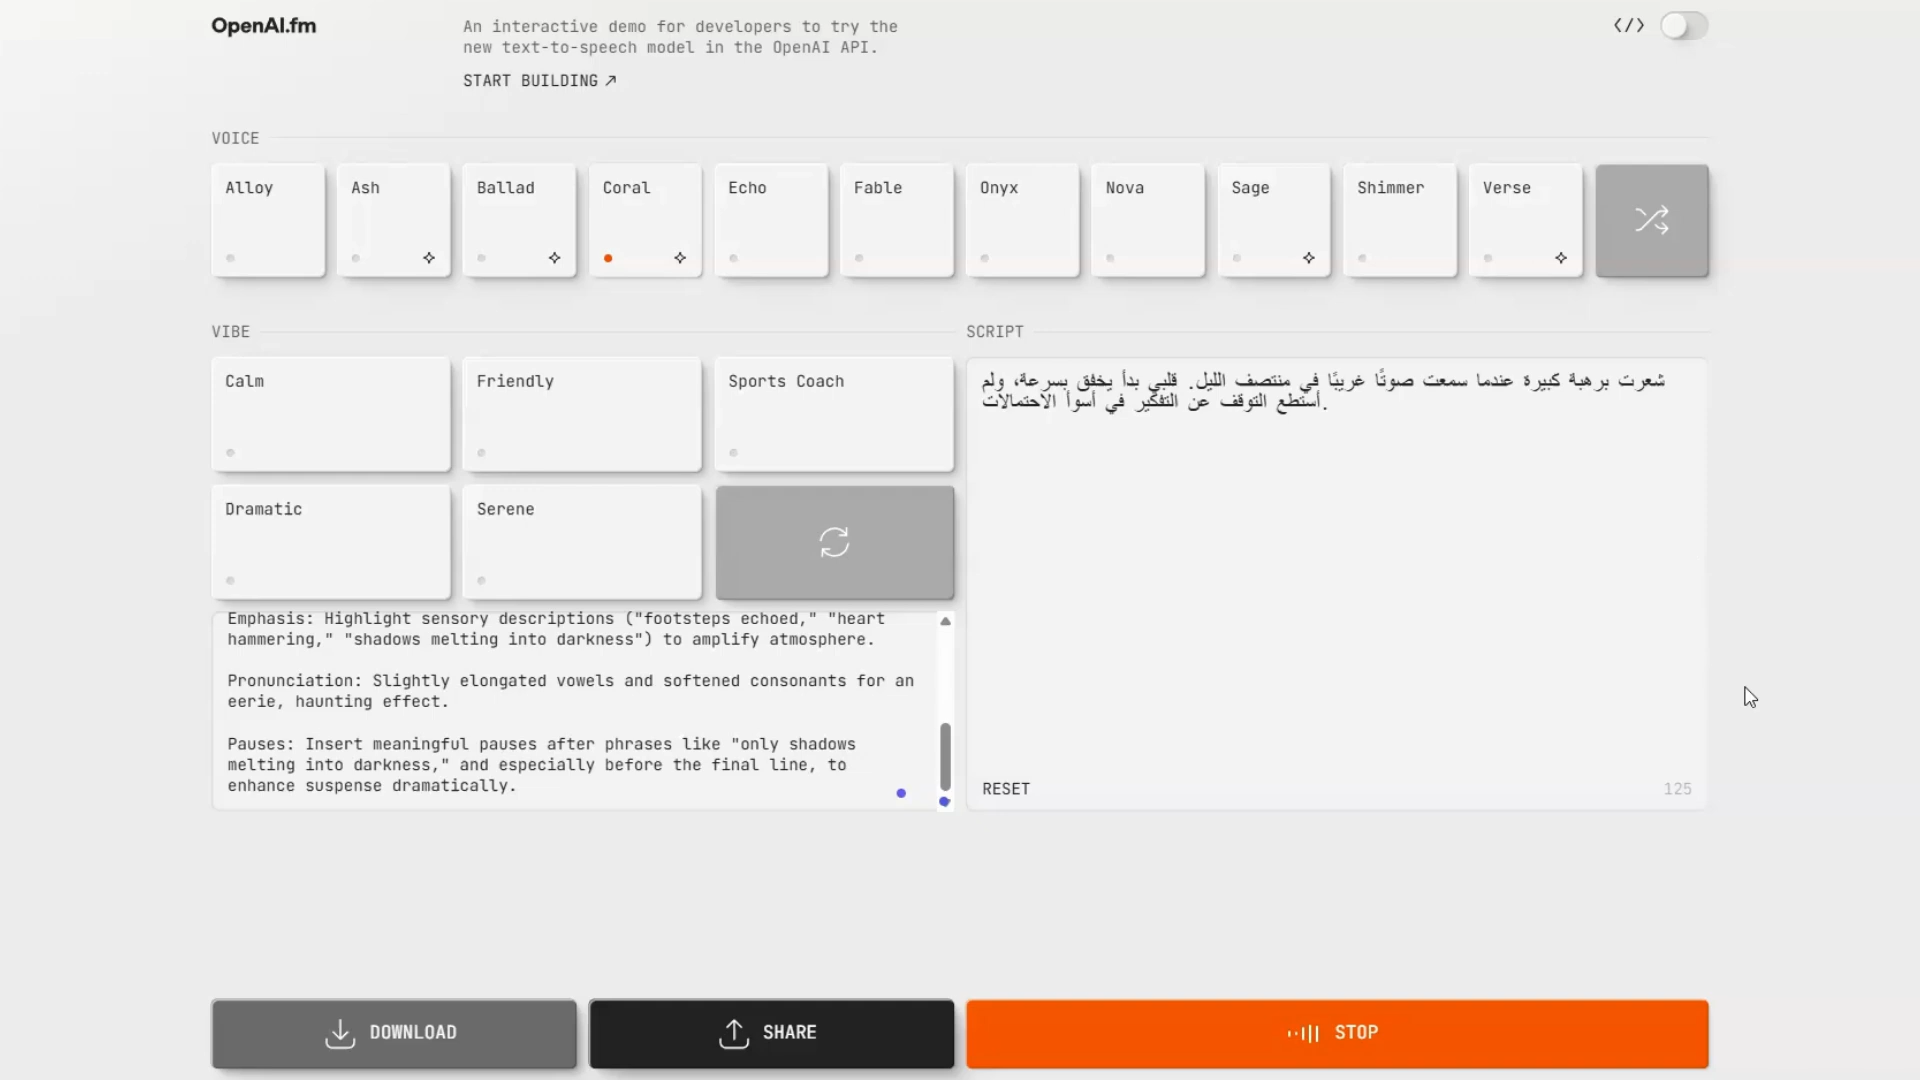 OpenAI.fm
An interactive demo for developers to try the
new text-to-speech model in the OpenAI API.
START BUILDING ↗
</>
VOICE
Alloy
Ash
Ballad
Coral
Echo
Fable
Onyx
Nova
Sage
Shimmer
Verse
VIBE
Calm
Friendly
Sports Coach
Dramatic
Serene
Emphasis: Highlight sensory descriptions ("footsteps echoed," "heart
hammering," "shadows melting into darkness") to amplify atmosphere.
Pronunciation: Slightly elongated vowels and softened consonants for an
eerie, haunting effect.
Pauses: Insert meaningful pauses after phrases like "only shadows
melting into darkness," and especially before the final line, to
enhance suspense dramatically.
SCRIPT
شعرت برهبة كبيرة عندما سمعت صوتًا غريبًا في منتصف الليل. قلبي بدأ يخفق بسرعة، ولم
أستطع التوقف عن التفكير في أسوأ الاحتمالات.
RESET
125
DOWNLOAD
SHARE
STOP